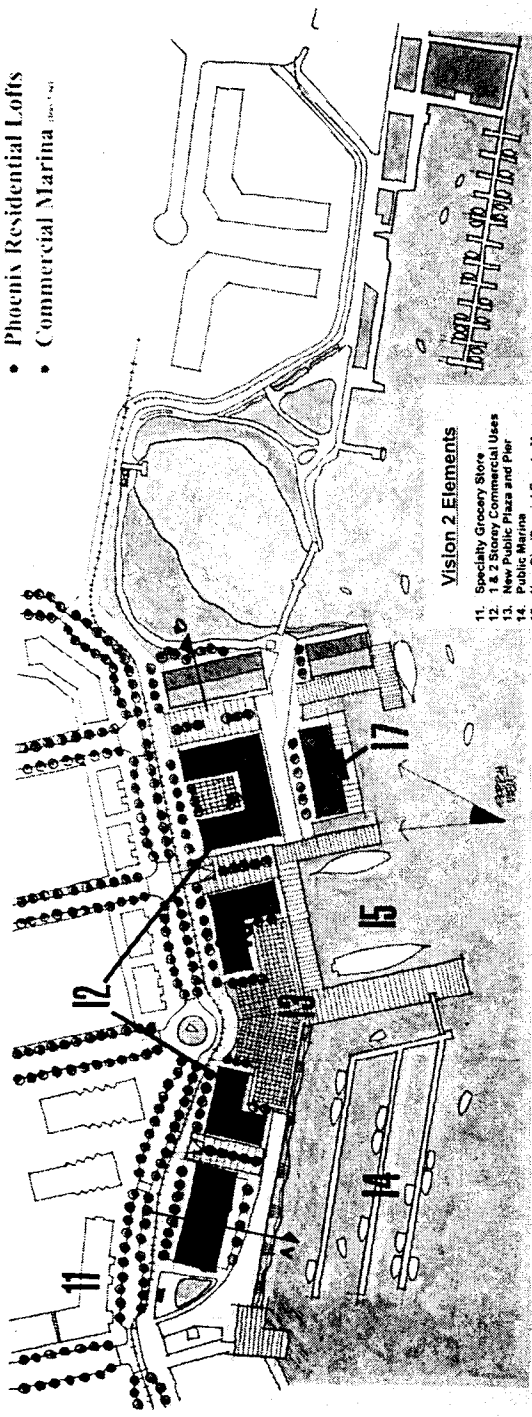 • Phoenix Residential Lofts
• Commercial Marina
11
12
13
14
15
17
A
Vision 2 Elements
11. Specialty Grocery Store
12. 1 & 2 Storey Commercial Uses
13. New Public Plaza and Pier
14. Public Marina